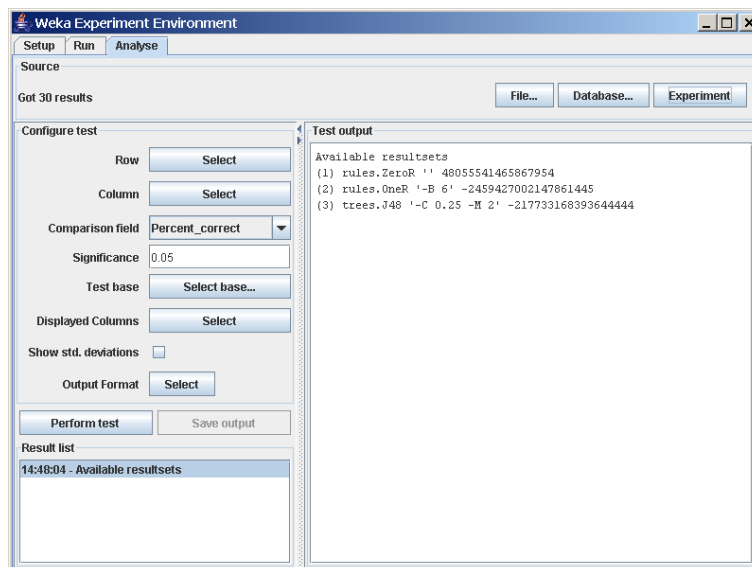 Weka Experiment Environment
Setup Run Analyse
Source
Got 30 results
File... Database... Experiment
Configure test
Row Select
Column Select
Comparison field Percent_correct
Significance 0.05
Test base Select base...
Displayed Columns Select
Show std. deviations
Output Format Select
Perform test Save output
Result list
14:48:04 - Available resultsets
Test output
Available resultsets
(1) rules.ZeroR '' 48055541465867954
(2) rules.OneR '-B 6' -2459427002147861445
(3) trees.J48 '-C 0.25 -M 2' -217733168393644444